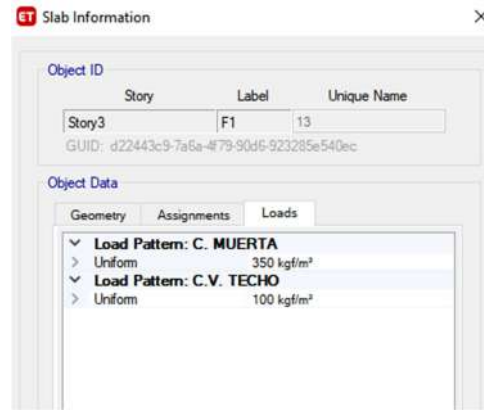 ET Slab Information
Object ID
Story Label Unique Name
Story3 F1 13
GUID: d22443c9-7a6a-4f79-90d6-923285e540ec
Object Data
Geometry Assignments Loads
Load Pattern: C. MUERTA
Uniform 350 kgf/m²
Load Pattern: C.V. TECHO
Uniform 100 kgf/m²